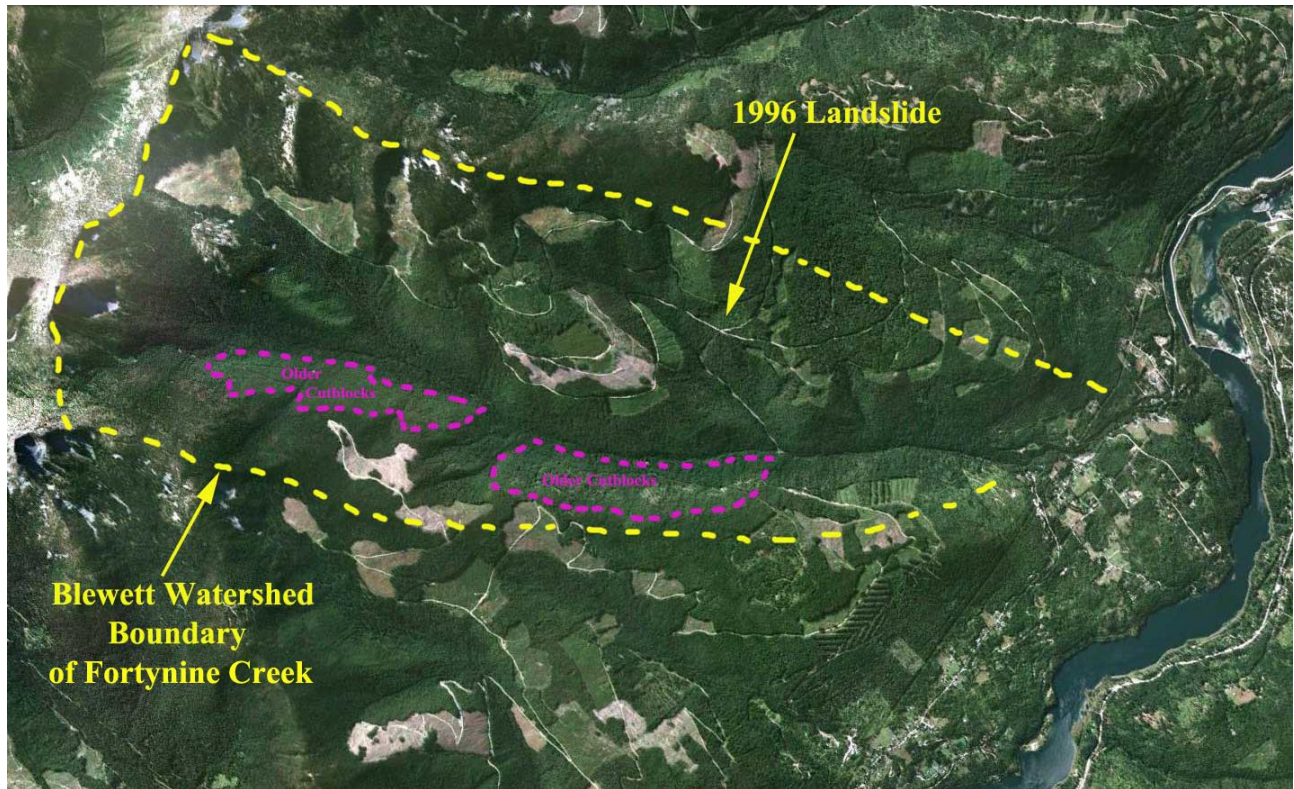 1996 Landslide
Older
Cutblocks
Older Cutblocks
Blewett Watershed
Boundary
of Fortynine Creek